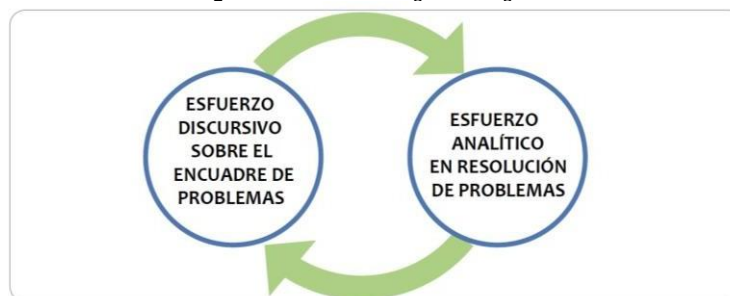 ESFUERZO
DISCURSIVO
SOBRE EL
ENCUADRE DE
PROBLEMAS
ESFUERZO
ANALÍTICO
EN RESOLUCIÓN
DE PROBLEMAS